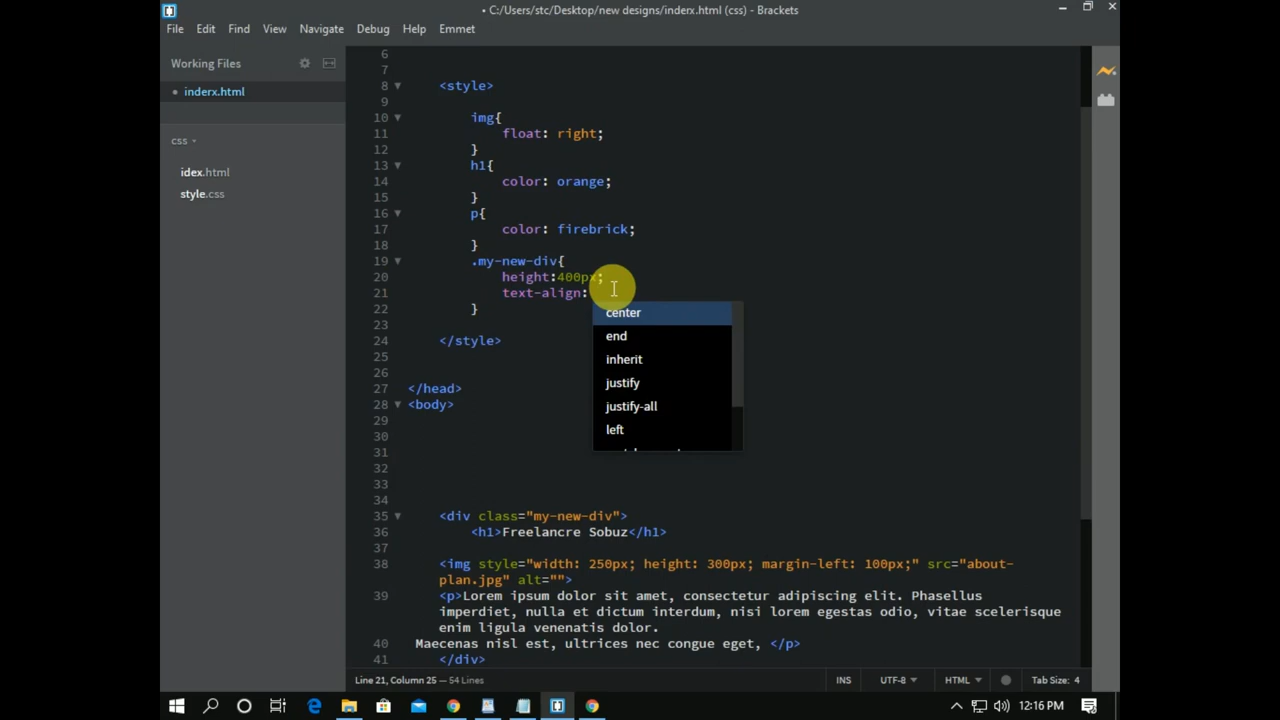 • C:/Users/stc/Desktop/new designs/inderx.html (css) - Brackets
File Edit Find View Navigate Debug Help Emmet
Working Files
• inderx.html
css
idex.html
style.css
6
7
8 <style>
9
10 img{
11 float: right;
12 }
13 h1{
14 color: orange;
15 }
16 p{
17 color: firebrick;
18 }
19 .my-new-div{
20 height:400px;
21 text-align:
22 }
23
24 </style>
25
26
27 </head>
28 <body>
29
30
31
32
33
34
35 <div class="my-new-div">
36 <h1>Freelancre Sobuz</h1>
37
38 <img style="width: 250px; height: 300px; margin-left: 100px;" src="about-
plan.jpg" alt="">
39 <p>Lorem ipsum dolor sit amet, consectetur adipiscing elit. Phasellus
imperdiet, nulla et dictum interdum, nisi lorem egestas odio, vitae scelerisque
enim ligula venenatis dolor.
40 Maecenas nisl est, ultrices nec congue eget, </p>
41 </div>
center
end
inherit
justify
justify-all
left
Line 21, Column 25 — 54 Lines
INS UTF-8 HTML Tab Size: 4
12:16 PM